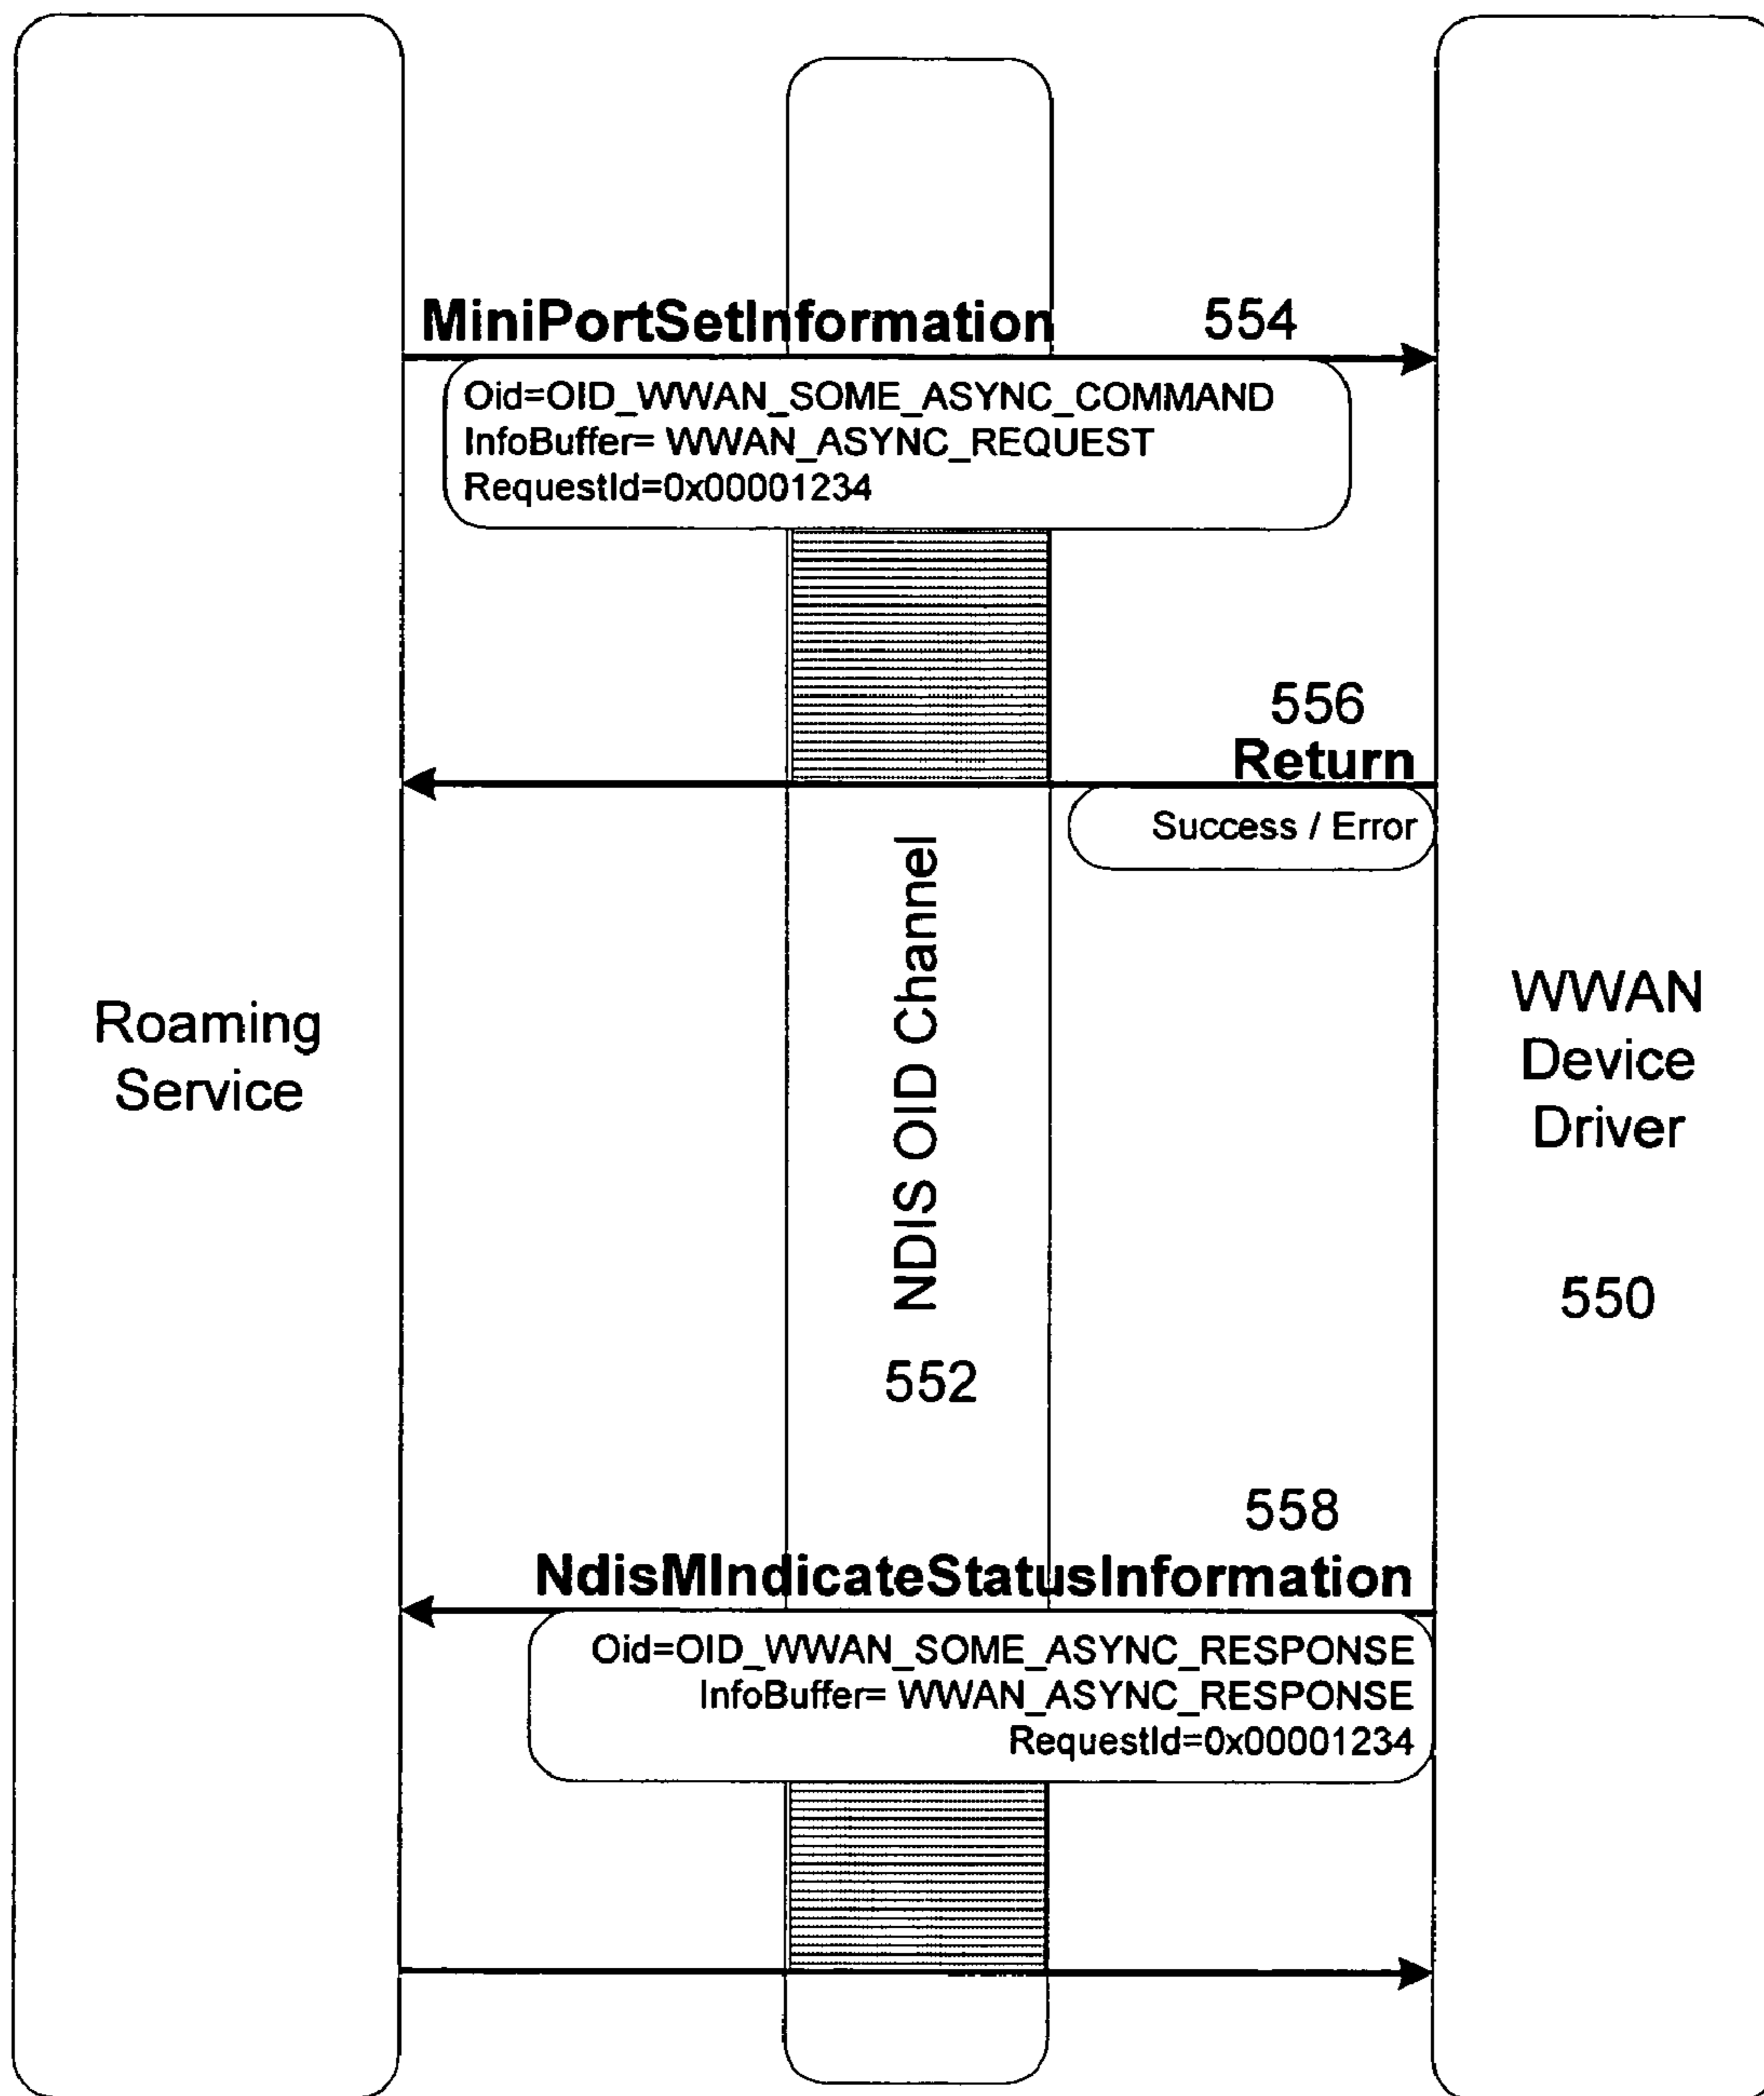 MiniPortSetInformation 554
Oid=OID_WWAN_SOME_ASYNC_COMMAND
InfoBuffer= WWAN_ASYNC_REQUEST
RequestId=0x00001234
556
Return
Success / Error
Roaming
Service
NDIS OID Channel
552
WWAN
Device
Driver
550
558
NdisMIndicateStatusInformation
Oid=OID_WWAN_SOME_ASYNC_RESPONSE
InfoBuffer= WWAN_ASYNC_RESPONSE
RequestId=0x00001234